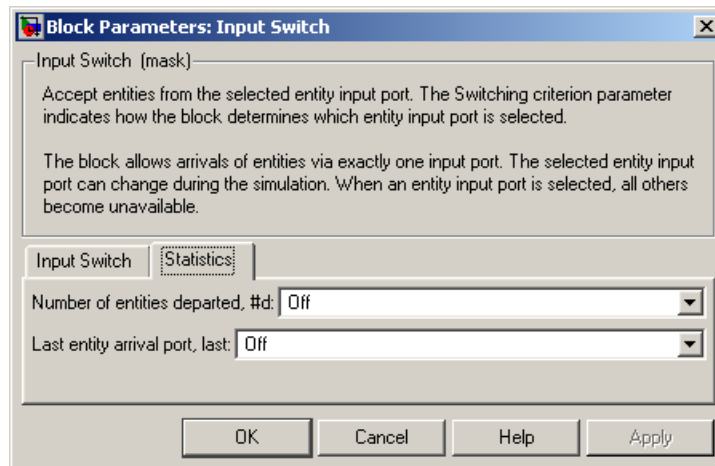 Block Parameters: Input Switch
Input Switch (mask)
Accept entities from the selected entity input port. The Switching criterion parameter
indicates how the block determines which entity input port is selected.
The block allows arrivals of entities via exactly one input port. The selected entity input
port can change during the simulation. When an entity input port is selected, all others
become unavailable.
Input Switch Statistics
Number of entities departed, #d: Off
Last entity arrival port, last: Off
OK Cancel Help Apply